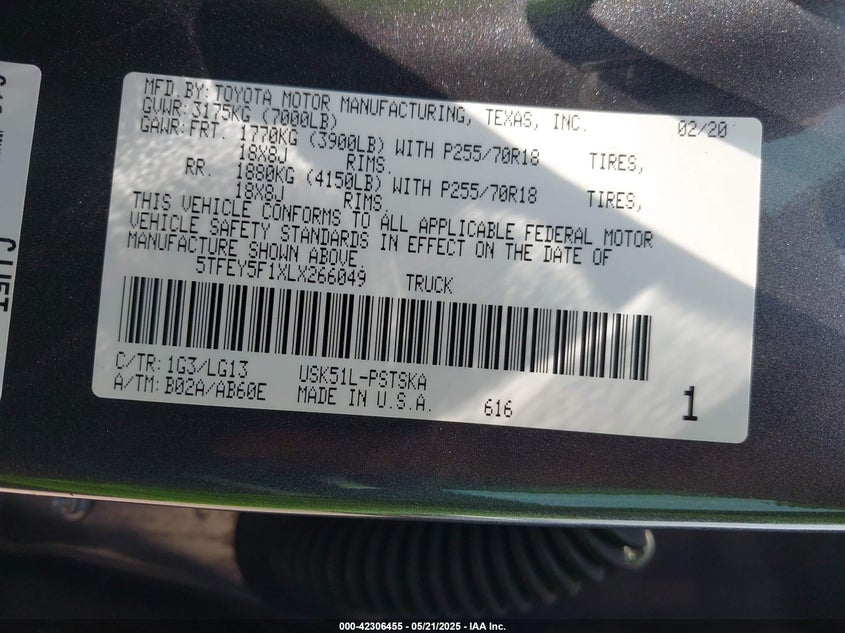 MFD.BY:TOYOTA MOTOR MANUFACTURING, TEXAS, INC. 02/20
GVWR:3175KG (7000LB)
GAWR:FRT. 1770KG (3900LB) WITH P255/70R18 TIRES,
18X8J RIMS.
RR. 1880KG (4150LB) WITH P255/70R18 TIRES,
18X8J RIMS.
THIS VEHICLE CONFORMS TO ALL APPLICABLE FEDERAL MOTOR
VEHICLE SAFETY STANDARDS IN EFFECT ON THE DATE OF
MANUFACTURE SHOWN ABOVE.
5TFEY5F1XLX266049 TRUCK
C/TR:1G3/LG13 USK51L-PSTSKA
A/TM:B02A/AB60E MADE IN U.S.A. 616 1
000-42306455 - 05/21/2025 - IAA Inc.